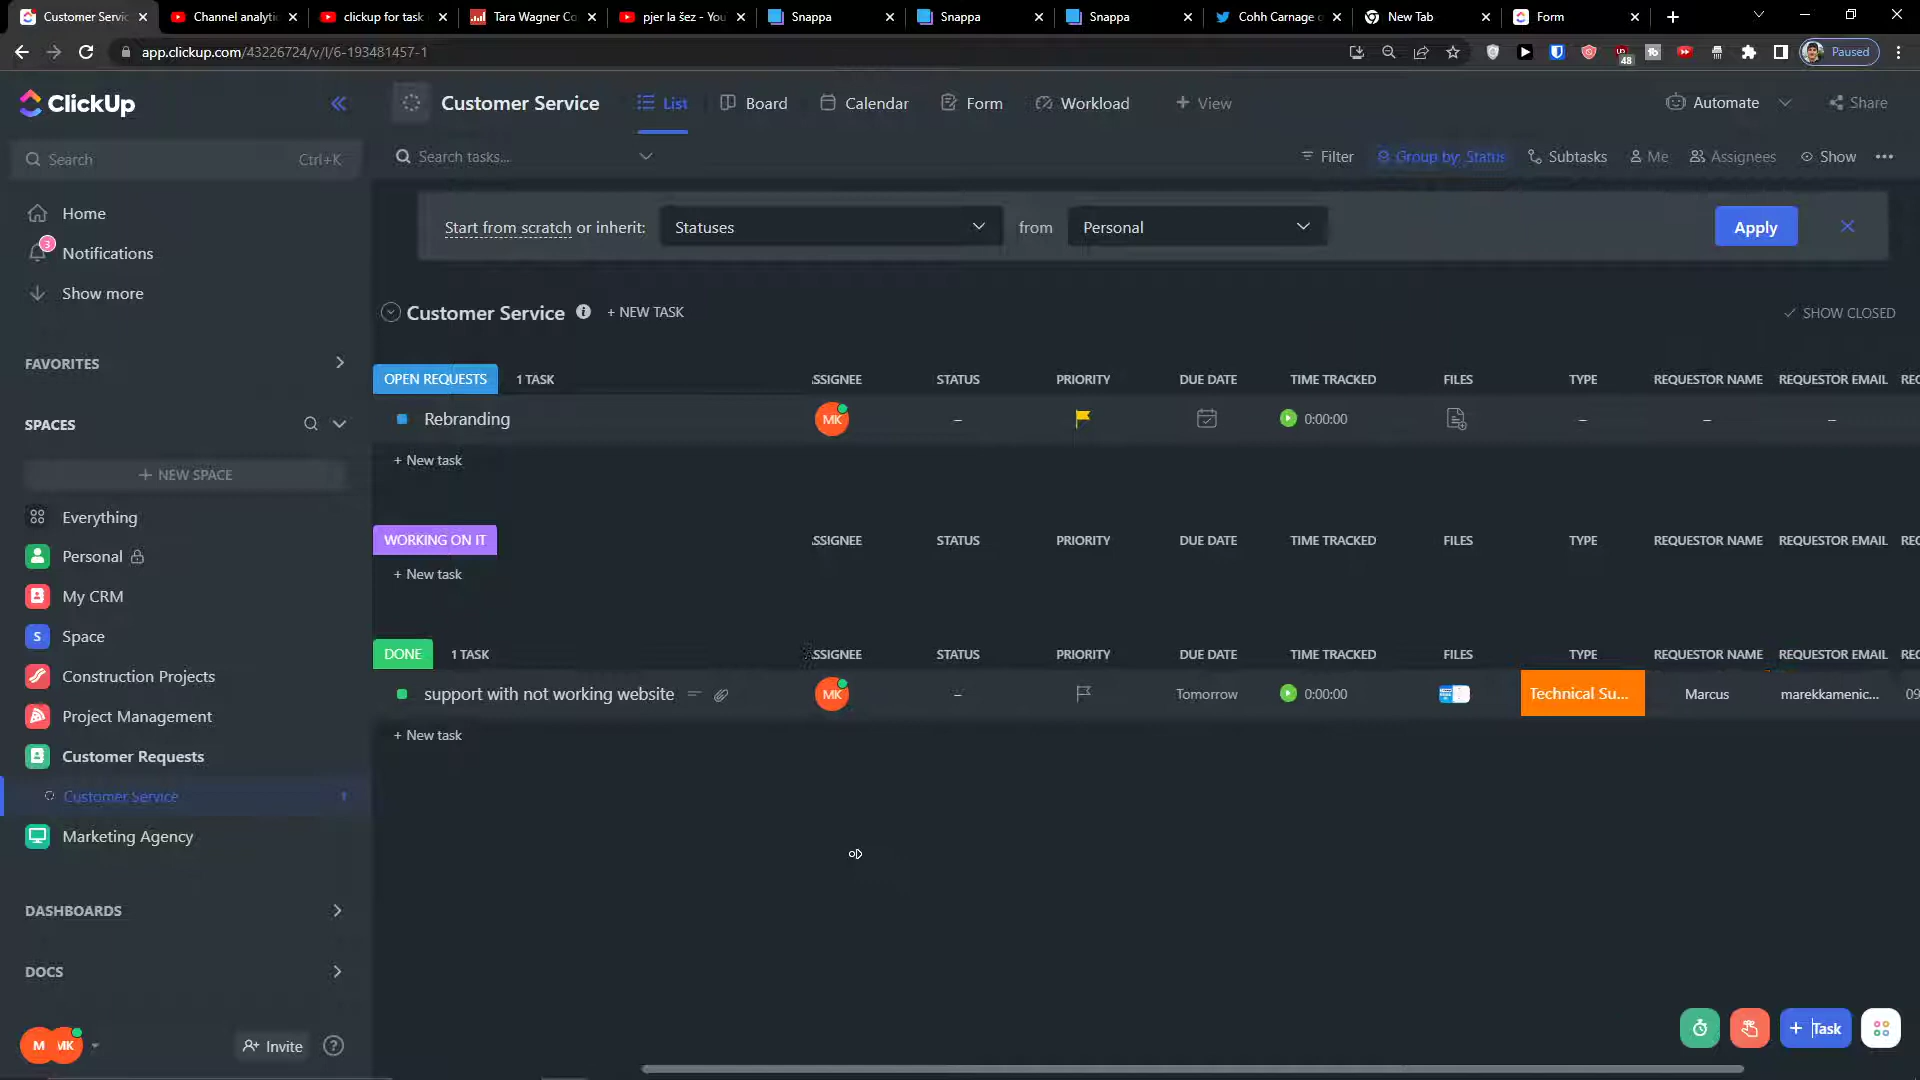 Customer Servic
Channel analytic
clickup for task
Tara Wagner Co
pjer la šez - You
Snappa
Snappa
Snappa
Cohh Carnage o
New Tab
Form
app.clickup.com/43226724/v/l/6-193481457-1
48
Paused
ClickUp
Customer Service
List
Board
Calendar
Form
Workload
+ View
Automate
Share
Search
Ctrl+K
Search tasks...
Filter
Group by: Status
Subtasks
Me
Assignees
Show
Start from scratch or inherit:
Statuses
from
Personal
Apply
Home
3
Notifications
Show more
Customer Service
+ NEW TASK
SHOW CLOSED
FAVORITES
OPEN REQUESTS
1 TASK
SSIGNEE
STATUS
PRIORITY
DUE DATE
TIME TRACKED
FILES
TYPE
REQUESTOR NAME
REQUESTOR EMAIL
REC
Rebranding
MK
–
0:00:00
–
–
–
+ New task
SPACES
+ NEW SPACE
Everything
Personal
My CRM
S
Space
Construction Projects
Project Management
Customer Requests
Customer Service
Marketing Agency
WORKING ON IT
SSIGNEE
STATUS
PRIORITY
DUE DATE
TIME TRACKED
FILES
TYPE
REQUESTOR NAME
REQUESTOR EMAIL
REC
+ New task
DONE
1 TASK
SSIGNEE
STATUS
PRIORITY
DUE DATE
TIME TRACKED
FILES
TYPE
REQUESTOR NAME
REQUESTOR EMAIL
REC
support with not working website
MK
–
Tomorrow
0:00:00
Technical Su...
Marcus
marekkamenic...
09
+ New task
DASHBOARDS
DOCS
M
MK
Invite
?
+ Task